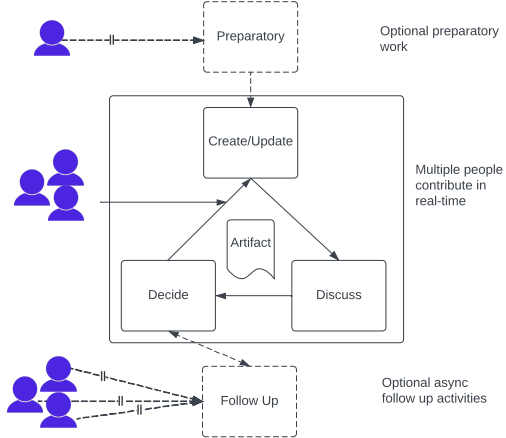 Preparatory
Optional preparatory
work
Create/Update
Multiple people
contribute in
real-time
Artifact
Decide
Discuss
Optional async
follow up activities
Follow Up